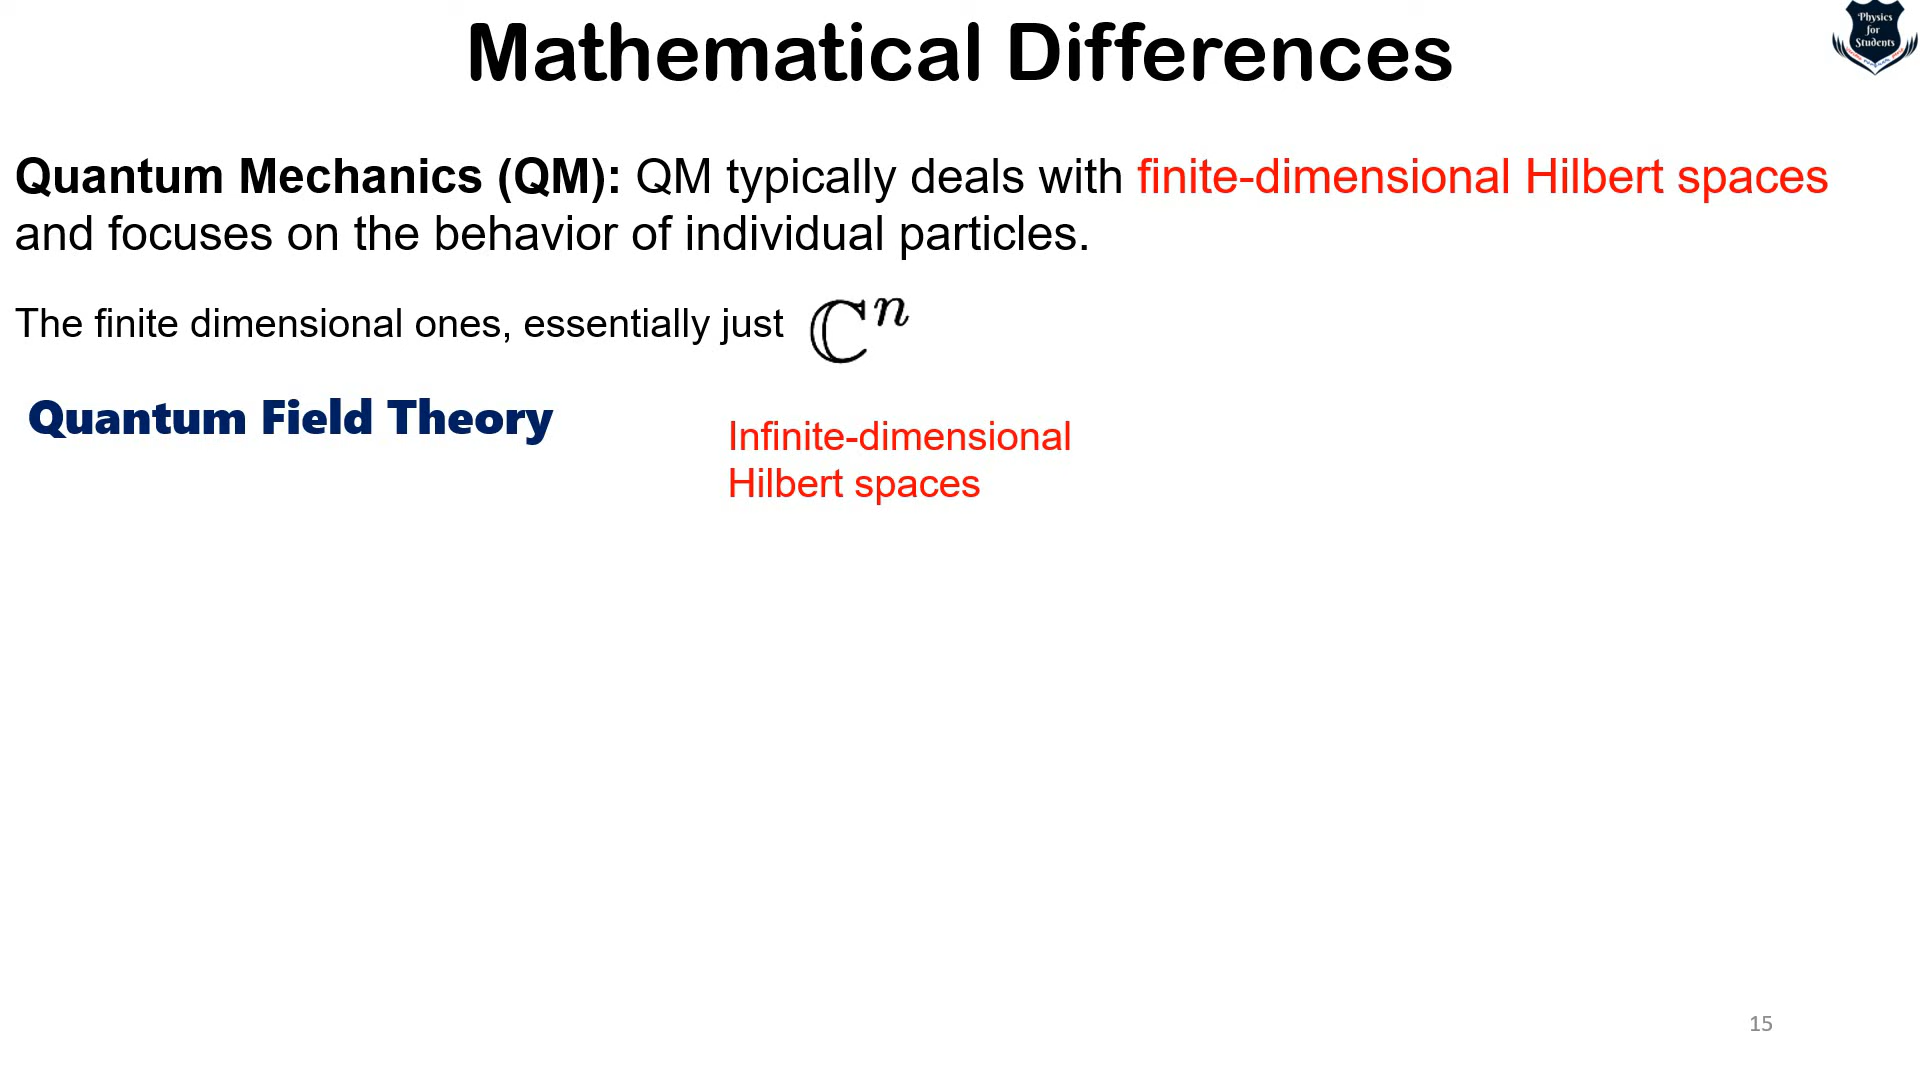 Mathematical Differences
Physics
for
Students
Quantum Mechanics (QM): QM typically deals with finite-dimensional Hilbert spaces
and focuses on the behavior of individual particles.
The finite dimensional ones, essentially just ℂⁿ
Quantum Field Theory
Infinite-dimensional
Hilbert spaces
15